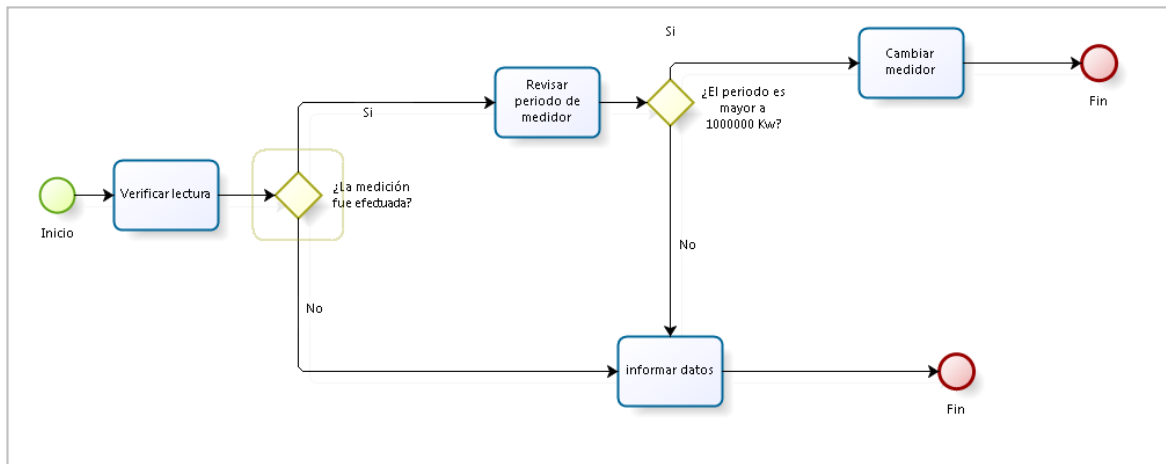 Inicio
Verificar lectura
¿La medición
fue efectuada?
Si
Revisar
periodo de
medidor
Si
¿El periodo es
mayor a
1000000 Kw?
Cambiar
medidor
Fin
No
No
informar datos
Fin